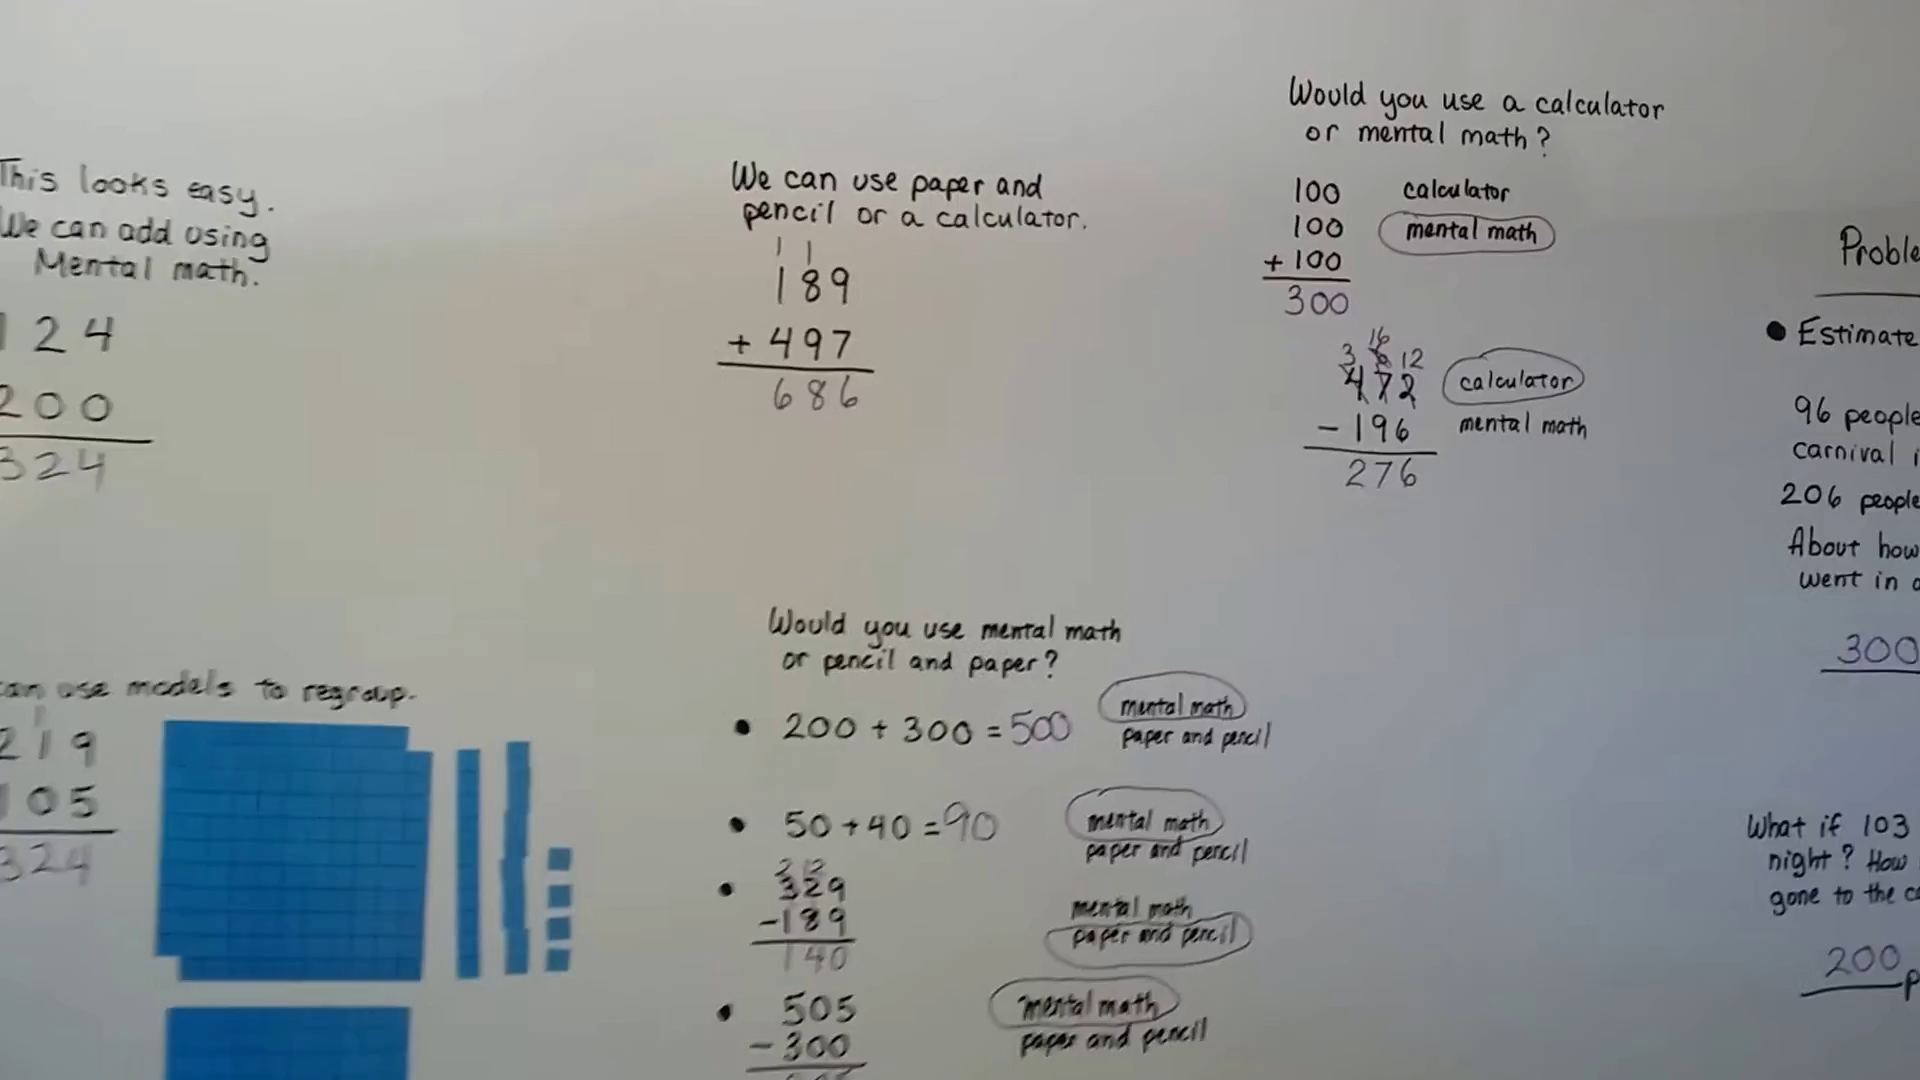 This looks easy.
We can add using
Mental math.
124
200
324
can use models to regroup.
1
219
105
324
We can use paper and
pencil or a calculator.
1 1
189
+ 497
686
Would you use mental math
or pencil and paper?
• 200 + 300 = 500
mental math
paper and pencil
• 50 + 40 = 90
mental math
paper and pencil
2 12
• 329
- 189
140
mental math
paper and pencil
• 505
- 300
mental math
paper and pencil
Would you use a calculator
or mental math?
100
100
+ 100
300
calculator
mental math
16
3 6 12
472
- 196
276
calculator
mental math
• Estimate
96 people
carnival
206 people
About how
went in
300
What if 103
night? How
gone to the
200